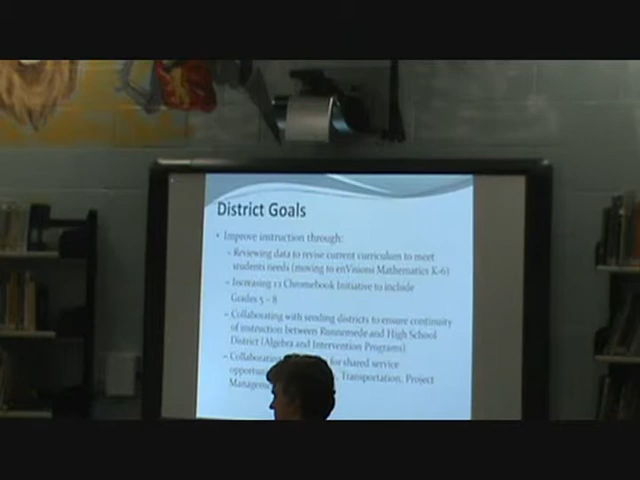 District Goals
• Improve instruction through:
– Reviewing data to revise current curriculum to meet
students needs (moving to enVisions Mathematics K-6)
– Increasing 1:1 Chromebook Initiative to include
Grades 5 – 8
– Collaborating with sending districts to ensure continuity
of instruction between Runnemede and High School
District (Algebra and Intervention Programs)
– Collaborating for shared service
Transportation, Project